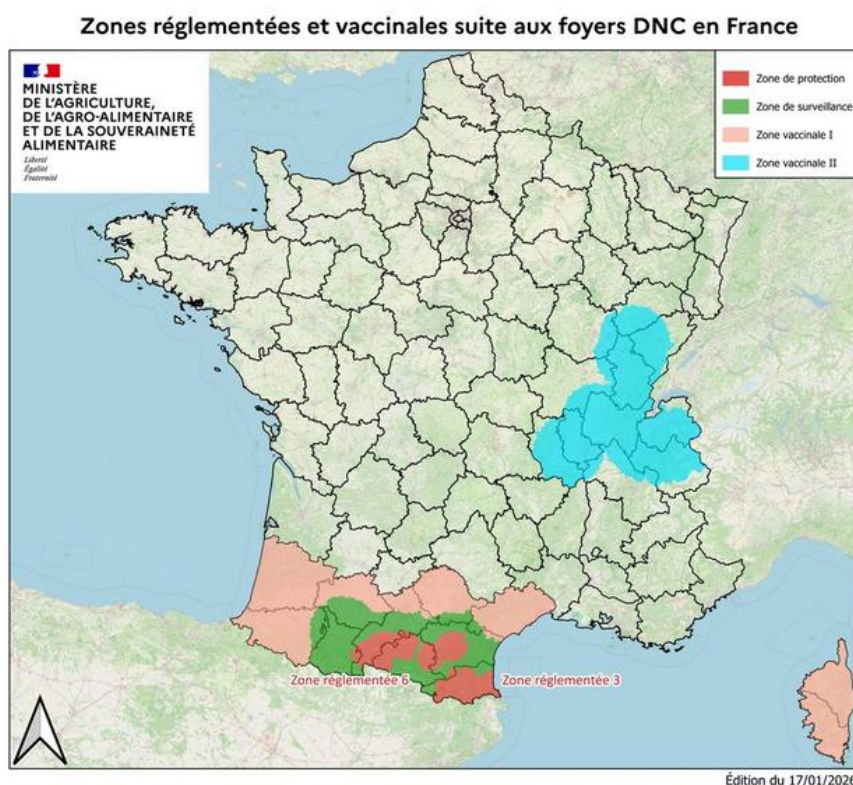 Zones réglementées et vaccinales suite aux foyers DNC en France
MINISTÈRE
DE L'AGRICULTURE,
DE L'AGRO-ALIMENTAIRE
ET DE LA SOUVERAINETÉ
ALIMENTAIRE
Liberté
Égalité
Fraternité
Zone de protection
Zone de surveillance
Zone vaccinale I
Zone vaccinale II
Zone réglementée 6
Zone réglementée 3
Édition du 17/01/2026